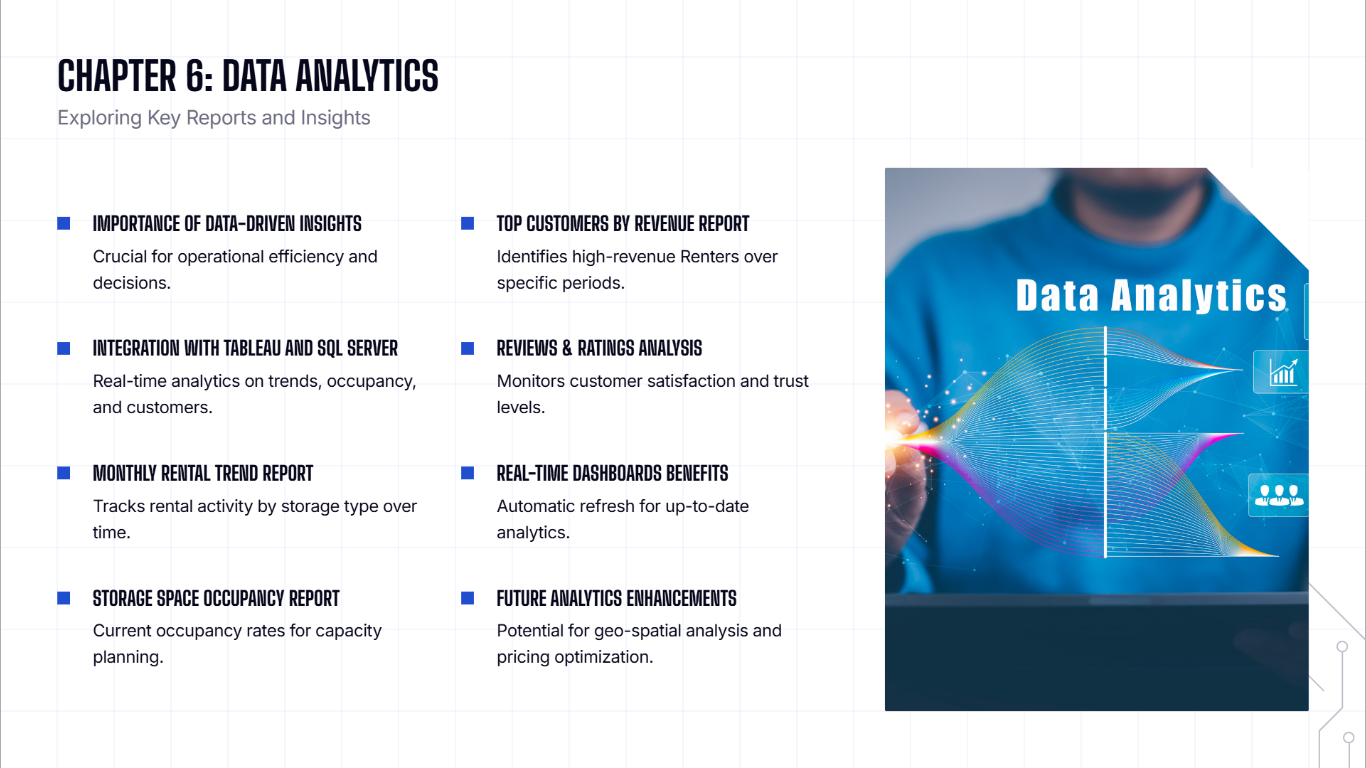 CHAPTER 6: DATA ANALYTICS
Exploring Key Reports and Insights
IMPORTANCE OF DATA-DRIVEN INSIGHTS
Crucial for operational efficiency and
decisions.
INTEGRATION WITH TABLEAU AND SQL SERVER
Real-time analytics on trends, occupancy,
and customers.
MONTHLY RENTAL TREND REPORT
Tracks rental activity by storage type over
time.
STORAGE SPACE OCCUPANCY REPORT
Current occupancy rates for capacity
planning.
TOP CUSTOMERS BY REVENUE REPORT
Identifies high-revenue Renters over
specific periods.
REVIEWS & RATINGS ANALYSIS
Monitors customer satisfaction and trust
levels.
REAL-TIME DASHBOARDS BENEFITS
Automatic refresh for up-to-date
analytics.
FUTURE ANALYTICS ENHANCEMENTS
Potential for geo-spatial analysis and
pricing optimization.
Data Analytics